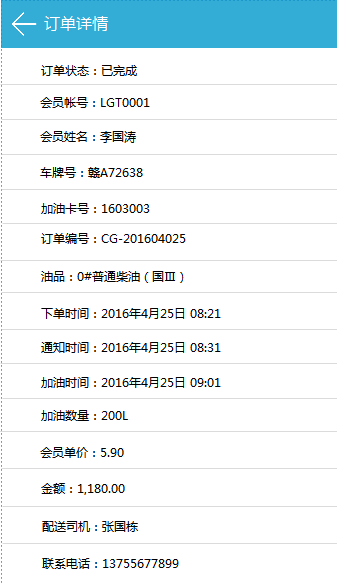 订单详情
订单状态：已完成
会员帐号：LGT0001
会员姓名：李国涛
车牌号：赣A72638
加油卡号：1603003
订单编号：CG-201604025
油品：0#普通柴油（国Ⅲ）
下单时间：2016年4月25日 08:21
通知时间：2016年4月25日 08:31
加油时间：2016年4月25日 09:01
加油数量：200L
会员单价：5.90
金额：1,180.00
配送司机：张国栋
联系电话：13755677899